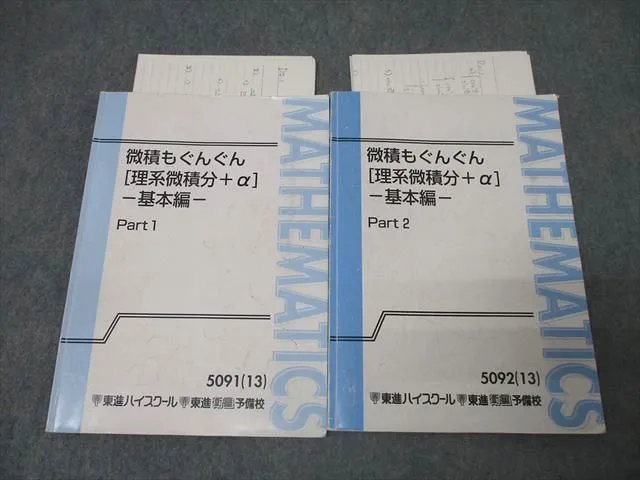 微積もぐんぐん
[理系微積分+α]
-基本編-
Part 1
5091(13)
東進ハイスクール 東進衛星予備校
MATHEMATICS
微積もぐんぐん
[理系微積分+α]
-基本編-
Part 2
5092(13)
東進ハイスクール 東進衛星予備校
MATHEMATICS